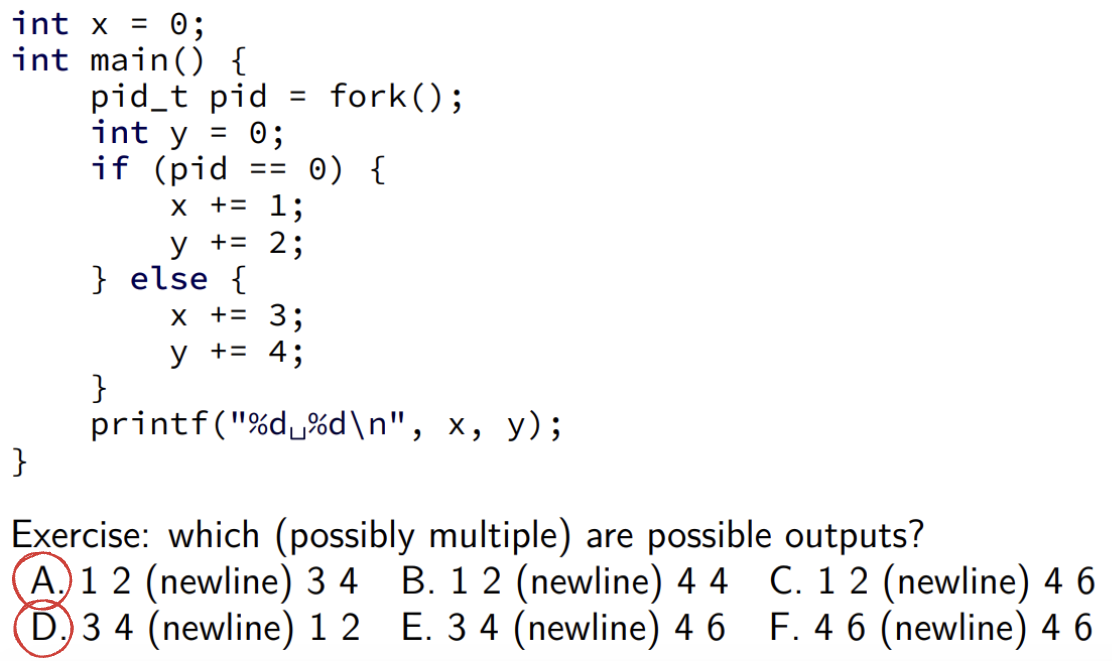 int x = 0;
int main() {
    pid_t pid = fork();
    int y = 0;
    if (pid == 0) {
        x += 1;
        y += 2;
    } else {
        x += 3;
        y += 4;
    }
    printf("%d␣%d\n", x, y);
}
Exercise: which (possibly multiple) are possible outputs?
A. 1 2 (newline) 3 4 B. 1 2 (newline) 4 4 C. 1 2 (newline) 4 6
D. 3 4 (newline) 1 2 E. 3 4 (newline) 4 6 F. 4 6 (newline) 4 6